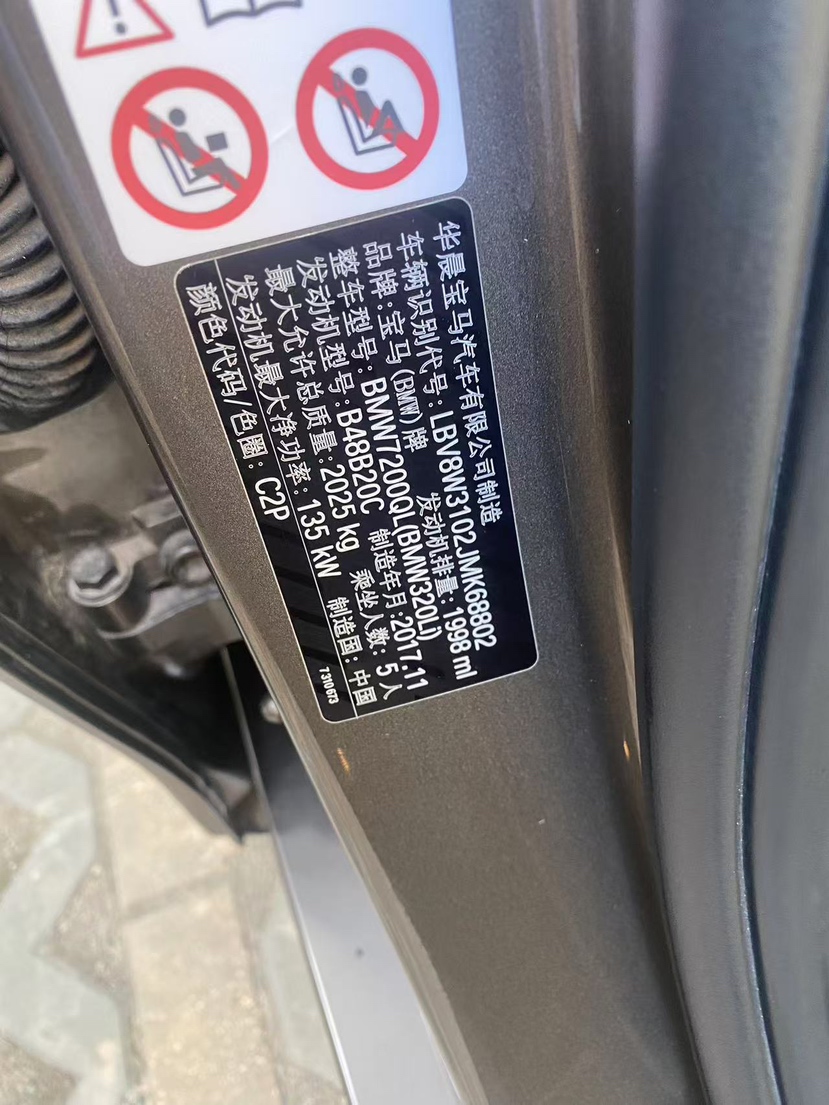 华晨宝马汽车有限公司制造
车辆识别代号:LBV8W3102JMK68802
品牌:宝马(BMW)牌 发动机排量:1998 ml
整车型号:BMW7200QL(BMW320Li)
发动机型号:B48B20C 制造年月:2017.11
最大允许总质量:2025 kg 乘坐人数:5人
发动机最大净功率:135 kW 制造国:中国
颜色代码/色圈:C2P 7310673